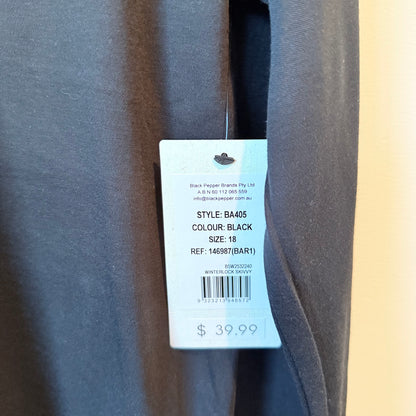 Black Pepper Brands Pty Ltd
A B N 60 112 065 559
info@blackpepper.com.au
STYLE: BA405
COLOUR: BLACK
SIZE: 18
REF: 146987(BAR1)
BSW2532240
WINTERLOCK SKIVVY
$ 39.99